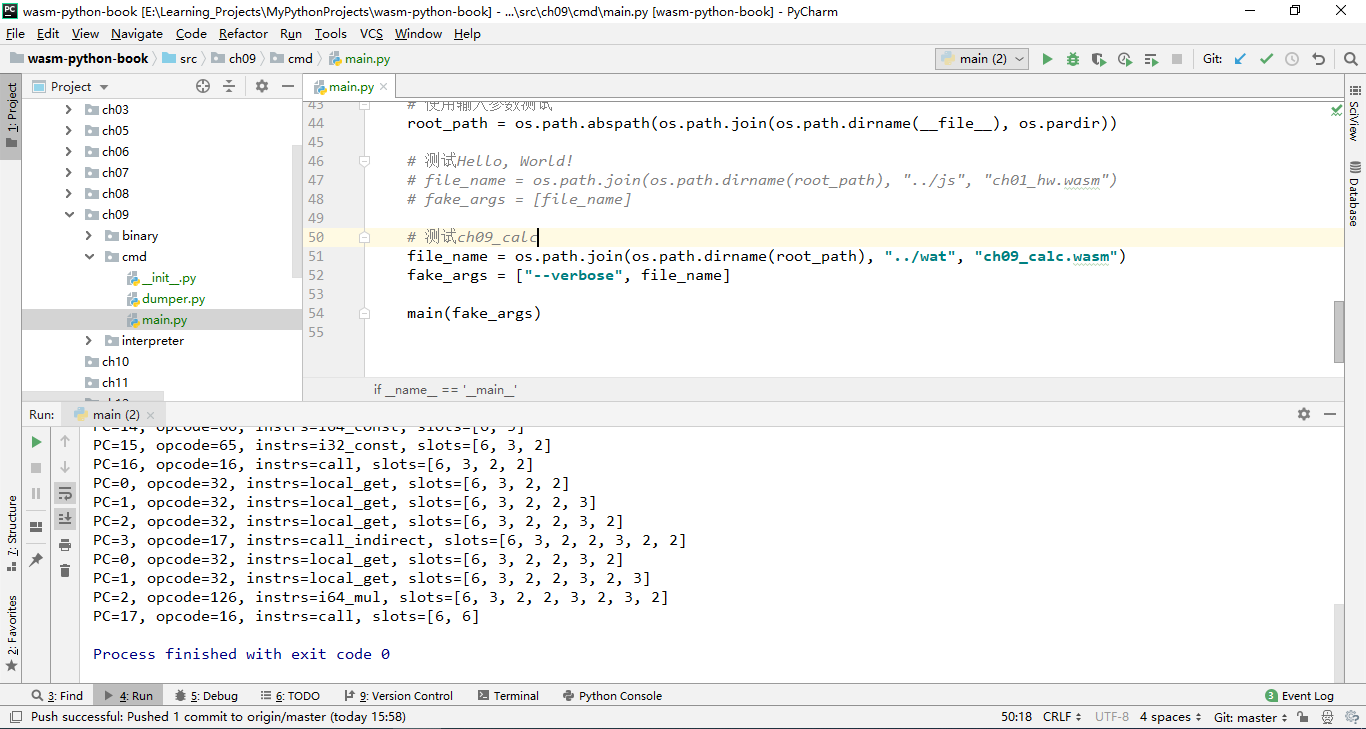 wasm-python-book [E:\Learning_Projects\MyPythonProjects\wasm-python-book] - ...\src\ch09\cmd\main.py [wasm-python-book] - PyCharm
File Edit View Navigate Code Refactor Run Tools VCS Window Help
wasm-python-book src ch09 cmd main.py main (2) Git:
1: Project
Project
ch03
ch05
ch06
ch07
ch08
ch09
binary
cmd
__init__.py
dumper.py
main.py
interpreter
ch10
ch11
main.py
43 # 使用输入参数测试
44 root_path = os.path.abspath(os.path.join(os.path.dirname(__file__), os.pardir))
45
46 # 测试Hello, World!
47 # file_name = os.path.join(os.path.dirname(root_path), "../js", "ch01_hw.wasm")
48 # fake_args = [file_name]
49
50 # 测试ch09_calc
51 file_name = os.path.join(os.path.dirname(root_path), "../wat", "ch09_calc.wasm")
52 fake_args = ["--verbose", file_name]
53
54 main(fake_args)
55
if __name__ == '__main__'
SciView
Database
Run: main (2)
PC=15, opcode=65, instrs=i32_const, slots=[6, 3, 2]
PC=16, opcode=16, instrs=call, slots=[6, 3, 2, 2]
PC=0, opcode=32, instrs=local_get, slots=[6, 3, 2, 2]
PC=1, opcode=32, instrs=local_get, slots=[6, 3, 2, 2, 3]
PC=2, opcode=32, instrs=local_get, slots=[6, 3, 2, 2, 3, 2]
PC=3, opcode=17, instrs=call_indirect, slots=[6, 3, 2, 2, 3, 2, 2]
PC=0, opcode=32, instrs=local_get, slots=[6, 3, 2, 2, 3, 2]
PC=1, opcode=32, instrs=local_get, slots=[6, 3, 2, 2, 3, 2, 3]
PC=2, opcode=126, instrs=i64_mul, slots=[6, 3, 2, 2, 3, 2, 3, 2]
PC=17, opcode=16, instrs=call, slots=[6, 6]
Process finished with exit code 0
7: Structure
2: Favorites
3: Find 4: Run 5: Debug 6: TODO 9: Version Control Terminal Python Console 3 Event Log
Push successful: Pushed 1 commit to origin/master (today 15:58) 50:18 CRLF UTF-8 4 spaces Git: master